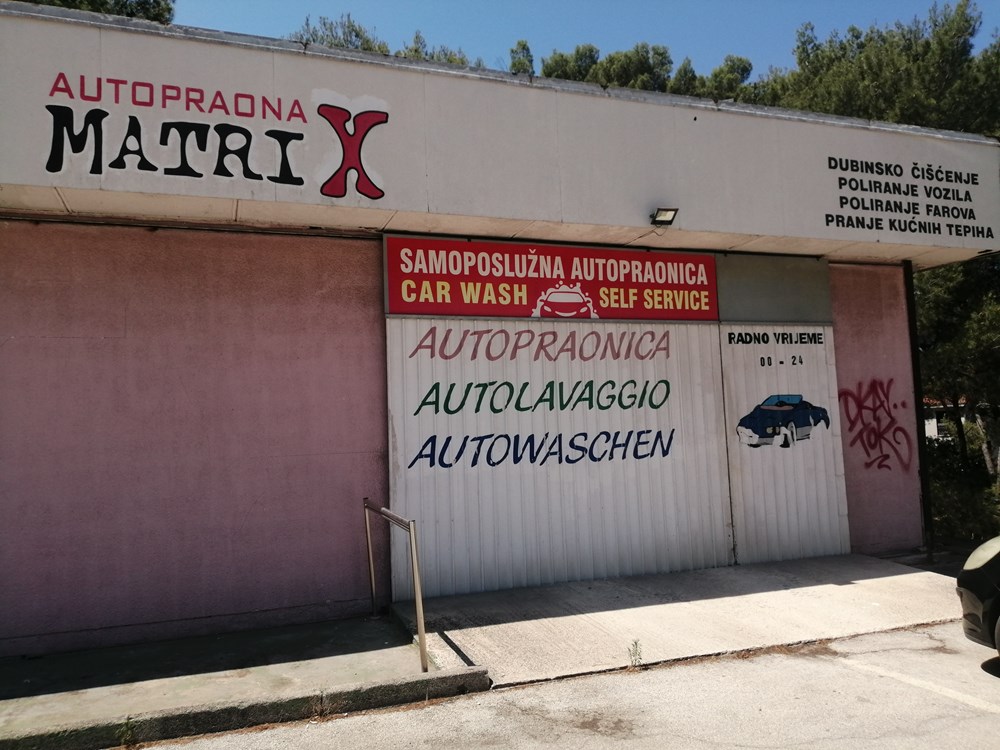 AUTOPRAONA
MATRIX
DUBINSKO ČIŠĆENJE
POLIRANJE VOZILA
POLIRANJE FAROVA
PRANJE KUĆNIH TEPIHA
SAMOPOSLUŽNA AUTOPRAONICA
CAR WASH SELF SERVICE
AUTOPRAONICA
AUTOLAVAGGIO
AUTOWASCHEN
RADNO VRIJEME
00 - 24